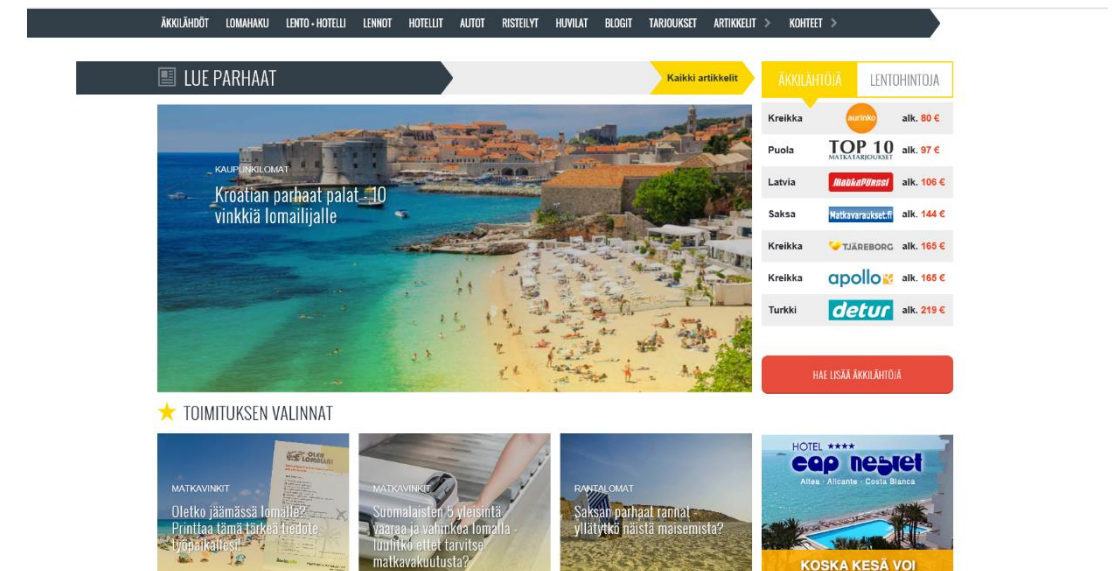 ÄKKILÄHDÖT LOMAHAKU LENTO + HOTELLI LENNOT HOTELLIT AUTOT RISTEILYT HUVILAT BLOGIT TARJOUKSET ARTIKKELIT KOHTEET
LUE PARHAAT
Kaikki artikkelit
KAUPUNKILOMAT
Kroatian parhaat palat - 10
vinkkiä lomailijalle
ÄKKILÄHTÖJÄ LENTOHINTOJA
Kreikka aurinko alk. 80 €
Puola TOP 10 MATKATARJOUKSET alk. 97 €
Latvia MatkaPörssi alk. 106 €
Saksa Matkavaraukset.fi alk. 144 €
Kreikka TJÄREBORG alk. 165 €
Kreikka apollo alk. 165 €
Turkki detur alk. 219 €
HAE LISÄÄ ÄKKILÄHTÖJÄ
TOIMITUKSEN VALINNAT
OLEN
LOMALLA!
MATKAVINKIT
Oletko jäämässä lomalle?
Printtaa tämä tärkeä tiedote
työpaikallesi!
MATKAVINKIT
Suomalaisten 5 yleisintä
vaaraa ja vahinkoa lomalla -
luulitko ettet tarvitse
matkavakuutusta?
RANTALOMAT
Saksan parhaat rannat -
yllätytkö näistä maisemista?
HOTEL ****
cap negret
Altea · Alicante · Costa Blanca
KOSKA KESÄ VOI